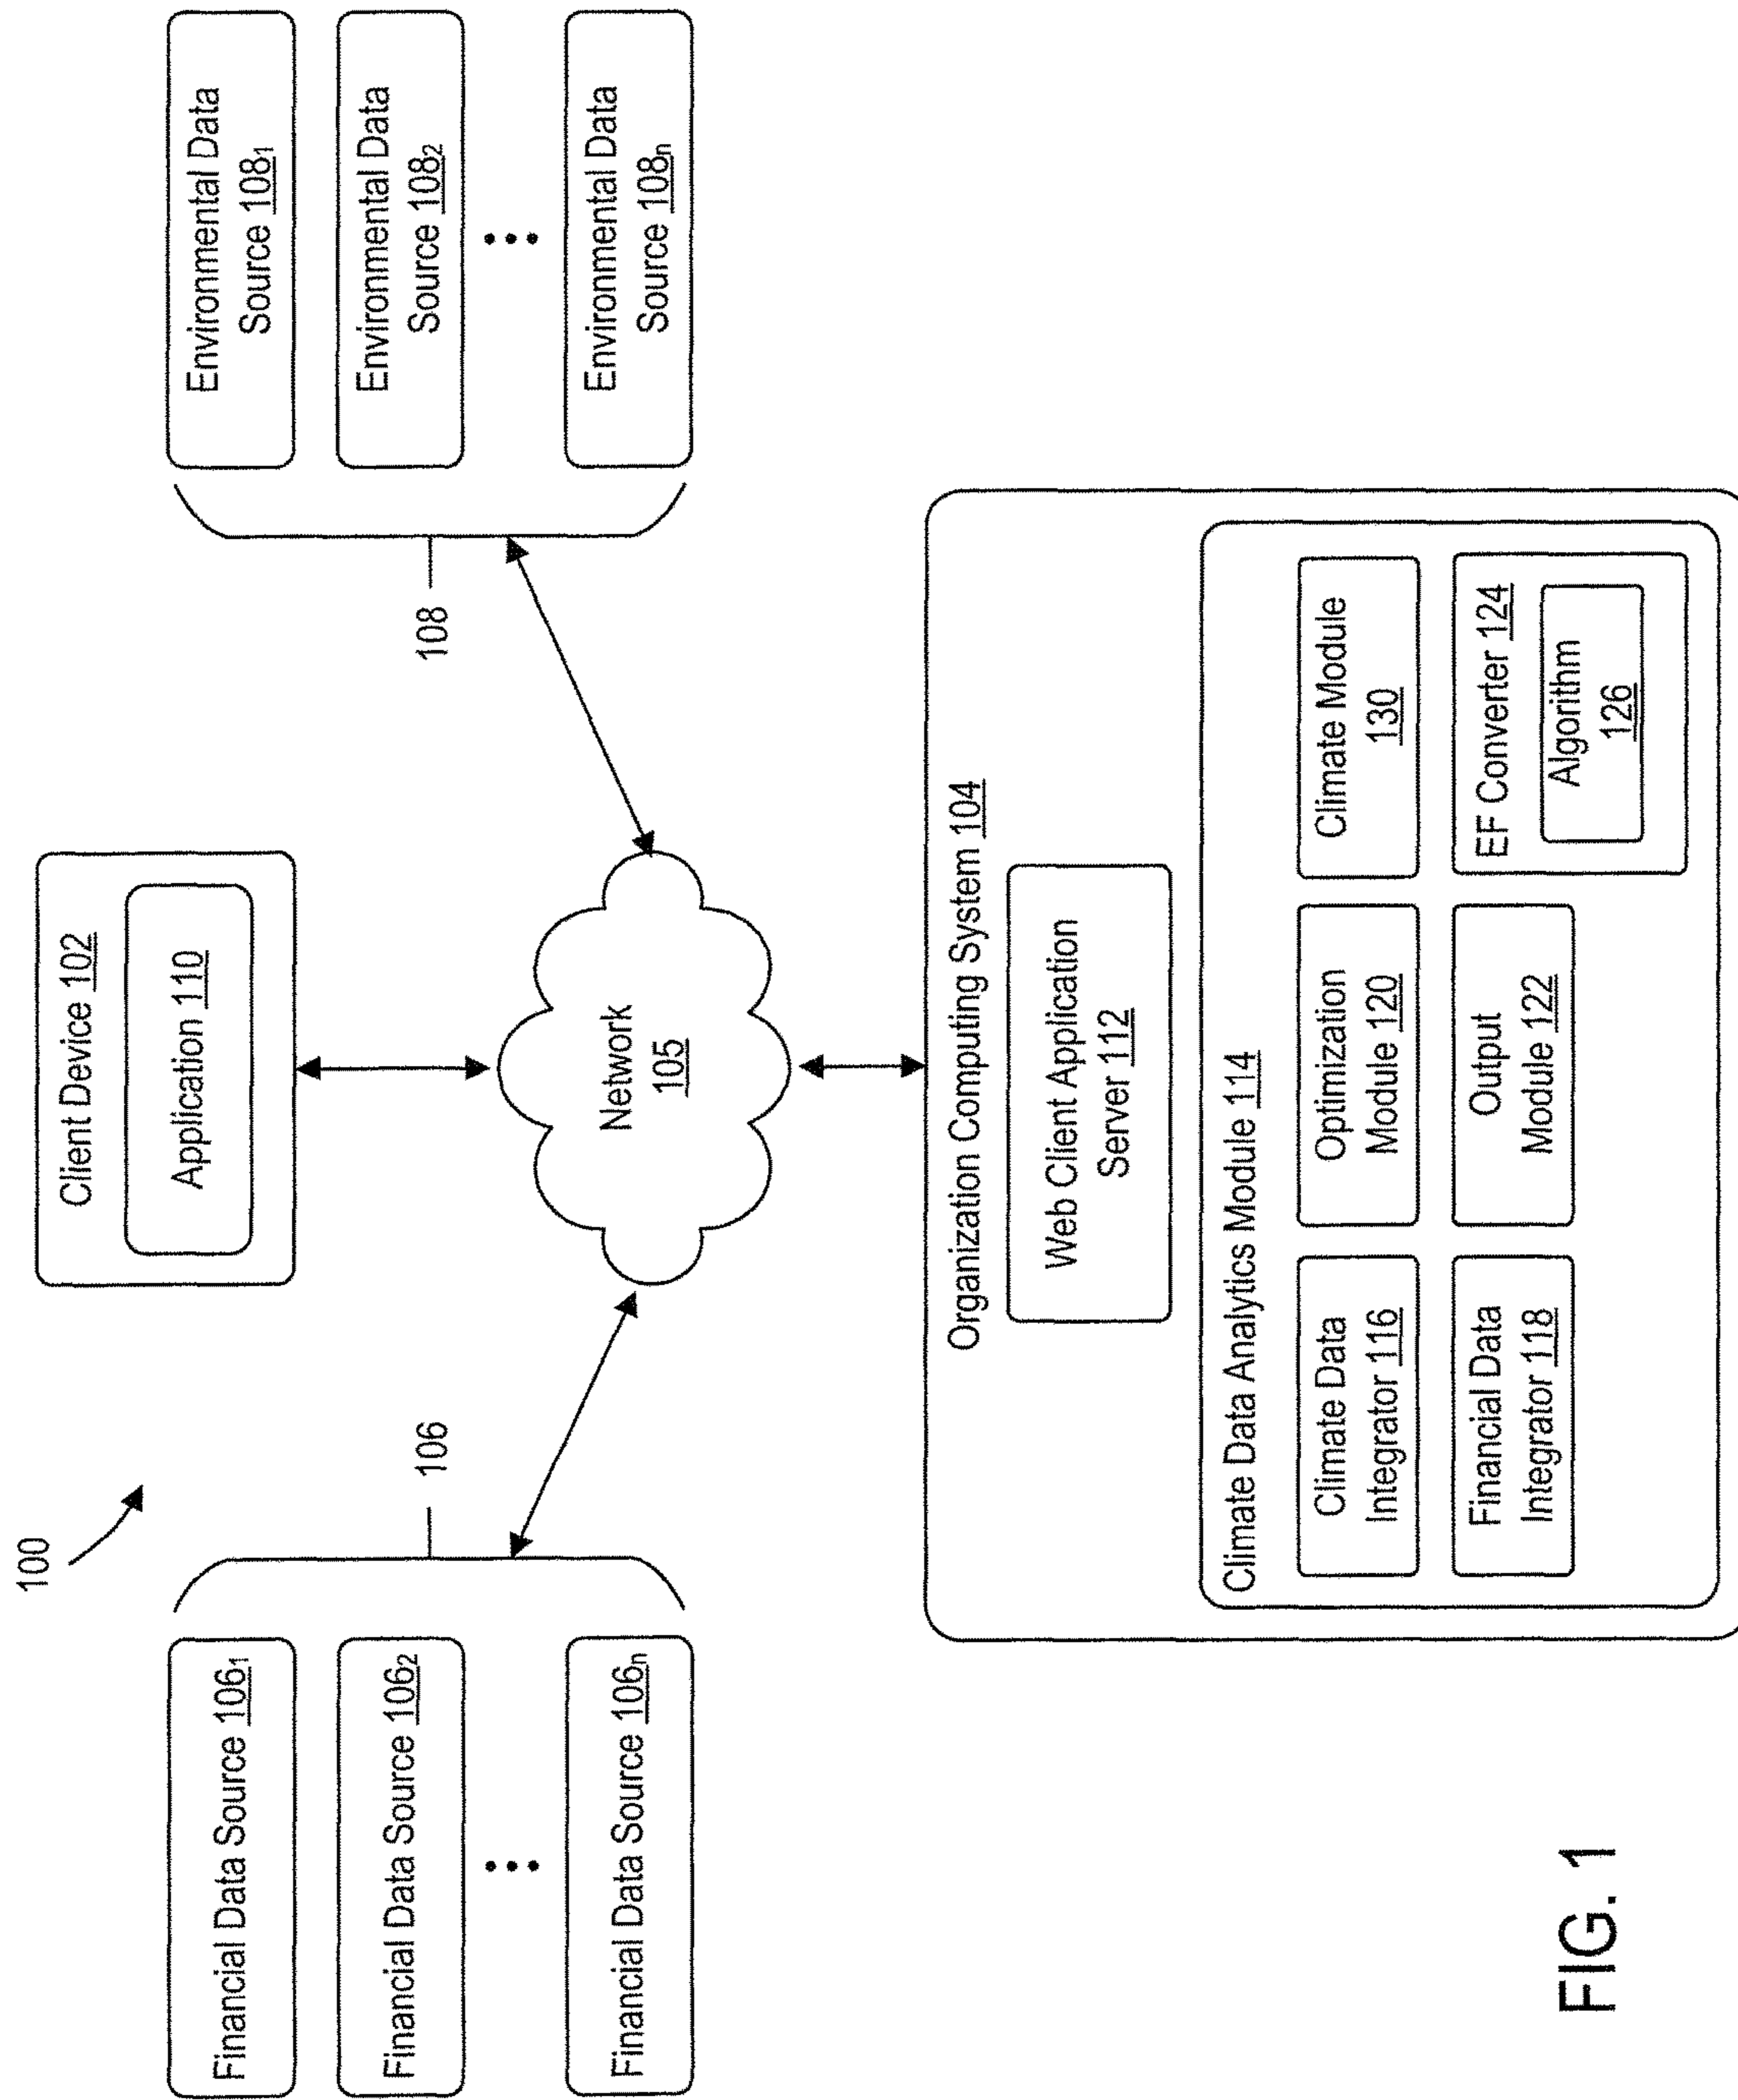 100
Client Device 102
Application 110
Financial Data Source 106₁
Financial Data Source 106₂
Financial Data Source 106ₙ
106
Network
105
108
Environmental Data
Source 108₁
Environmental Data
Source 108₂
Environmental Data
Source 108ₙ
Organization Computing System 104
Web Client Application
Server 112
Climate Data Analytics Module 114
Climate Data
Integrator 116
Optimization
Module 120
Climate Module
130
Financial Data
Integrator 118
Output
Module 122
EF Converter 124
Algorithm
126
FIG. 1